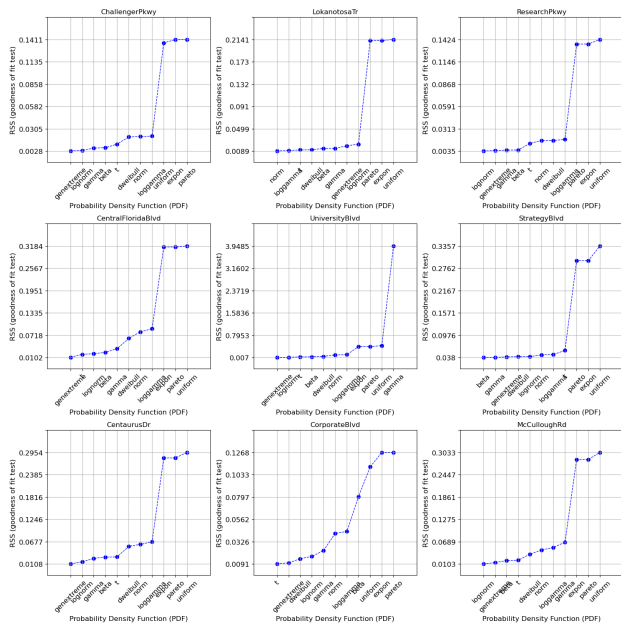 ChallengerPkwy
RSS (goodness of fit test)
0.1411
0.1135
0.0858
0.0582
0.0305
0.0028
genextreme
lognorm
gamma
beta
t
dweibull
norm
loggamma
uniform
expon
pareto
Probability Density Function (PDF)
LokanotosaTr
RSS (goodness of fit test)
0.2141
0.173
0.132
0.091
0.0499
0.0089
norm
loggamma
t
dweibull
beta
gamma
genextreme
lognorm
pareto
expon
uniform
Probability Density Function (PDF)
ResearchPkwy
RSS (goodness of fit test)
0.1424
0.1146
0.0868
0.0591
0.0313
0.0035
lognorm
genextreme
gamma
beta
t
norm
dweibull
loggamma
pareto
expon
uniform
Probability Density Function (PDF)
CentralFloridaBlvd
RSS (goodness of fit test)
0.3184
0.2567
0.1951
0.1335
0.0718
0.0102
genextreme
t
lognorm
beta
gamma
dweibull
norm
loggamma
expon
pareto
uniform
Probability Density Function (PDF)
UniversityBlvd
RSS (goodness of fit test)
3.9485
3.1602
2.3719
1.5836
0.7953
0.007
genextreme
lognorm
t
beta
dweibull
norm
loggamma
expon
pareto
uniform
gamma
Probability Density Function (PDF)
StrategyBlvd
RSS (goodness of fit test)
0.3357
0.2762
0.2167
0.1571
0.0976
0.038
beta
gamma
genextreme
dweibull
lognorm
norm
loggamma
t
pareto
expon
uniform
Probability Density Function (PDF)
CentaurusDr
RSS (goodness of fit test)
0.2954
0.2385
0.1816
0.1246
0.0677
0.0108
genextreme
lognorm
gamma
beta
t
dweibull
norm
loggamma
expon
pareto
uniform
Probability Density Function (PDF)
CorporateBlvd
RSS (goodness of fit test)
0.1268
0.1033
0.0797
0.0562
0.0326
0.0091
t
genextreme
dweibull
lognorm
gamma
norm
loggamma
beta
uniform
expon
pareto
Probability Density Function (PDF)
McCulloughRd
RSS (goodness of fit test)
0.3033
0.2447
0.1861
0.1275
0.0689
0.0103
lognorm
genextreme
beta
t
dweibull
norm
loggamma
gamma
expon
pareto
uniform
Probability Density Function (PDF)